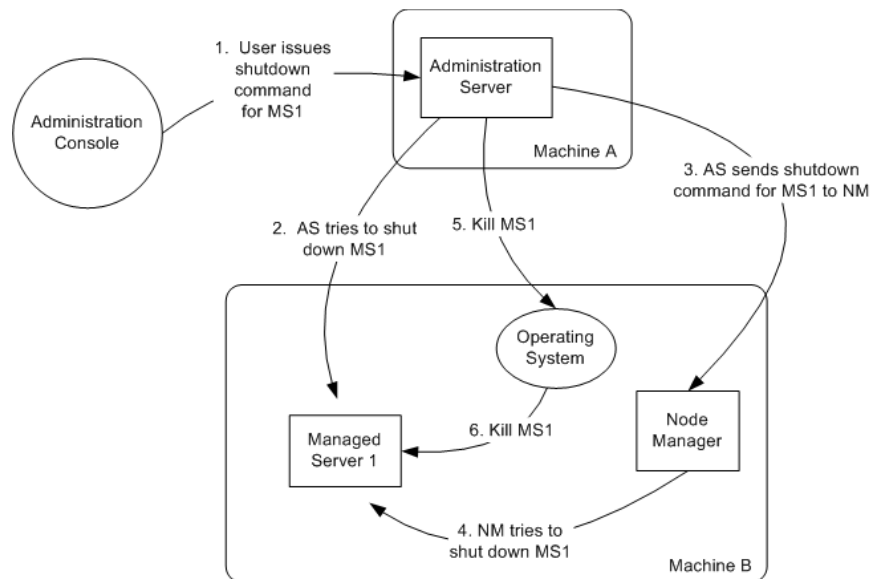 1. User issues
shutdown
command
for MS1
Administration
Console
Administration
Server
Machine A
3. AS sends shutdown
command for MS1 to NM
2. AS tries to shut
down MS1
5. Kill MS1
Operating
System
Managed
Server 1
6. Kill MS1
Node
Manager
4. NM tries to
shut down MS1
Machine B